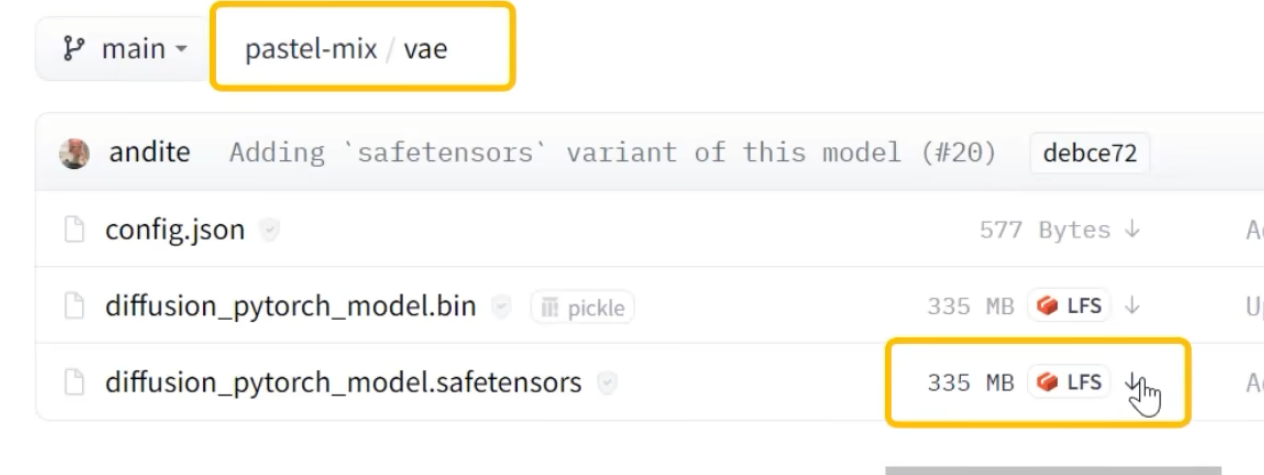 main pastel-mix / vae
andite Adding `safetensors` variant of this model (#20) debce72
config.json 577 Bytes
diffusion_pytorch_model.bin pickle 335 MB LFS
diffusion_pytorch_model.safetensors 335 MB LFS